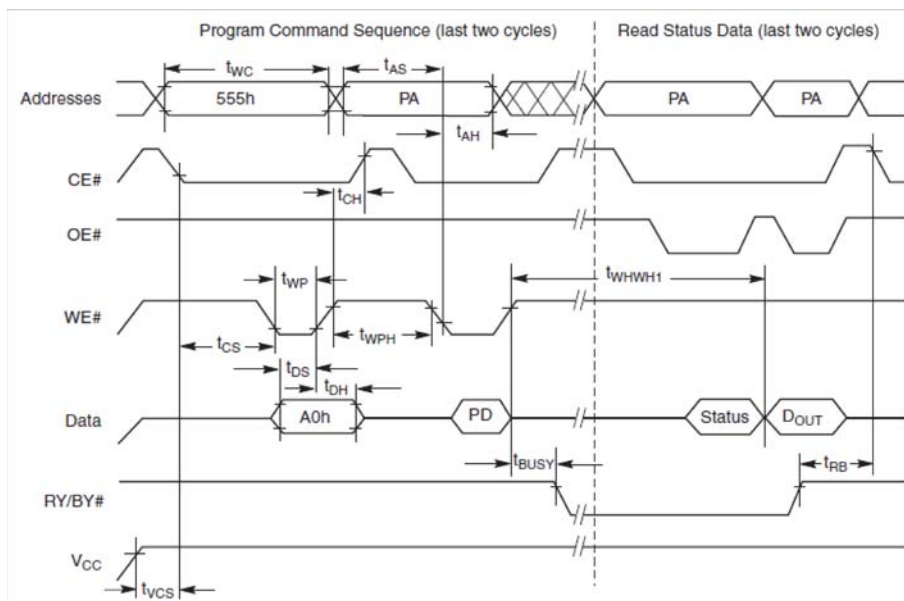 Program Command Sequence (last two cycles) Read Status Data (last two cycles)
tWC tAS
Addresses 555h PA PA PA
tAH
CE#
tCH
OE#
tWP tWHWH1
WE#
tCS tWPH
tDS
tDH
Data A0h PD Status DOUT
tBUSY tRB
RY/BY#
VCC
tVCS